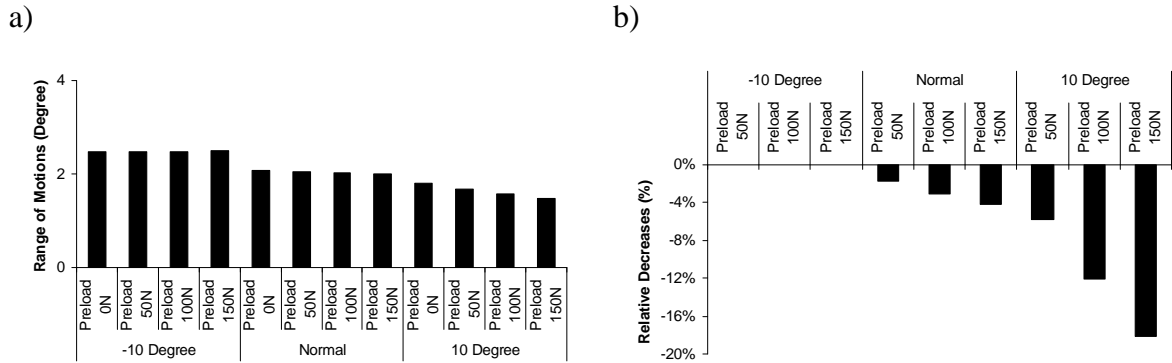 a)
b)
Range of Motions (Degree)
4
2
0
Preload
0N
Preload
50N
Preload
100N
Preload
150N
Preload
0N
Preload
50N
Preload
100N
Preload
150N
Preload
0N
Preload
50N
Preload
100N
Preload
150N
-10 Degree
Normal
10 Degree
-10 Degree
Normal
10 Degree
Preload
50N
Preload
100N
Preload
150N
Preload
50N
Preload
100N
Preload
150N
Preload
50N
Preload
100N
Preload
150N
Relative Decreases (%)
0%
-4%
-8%
-12%
-16%
-20%